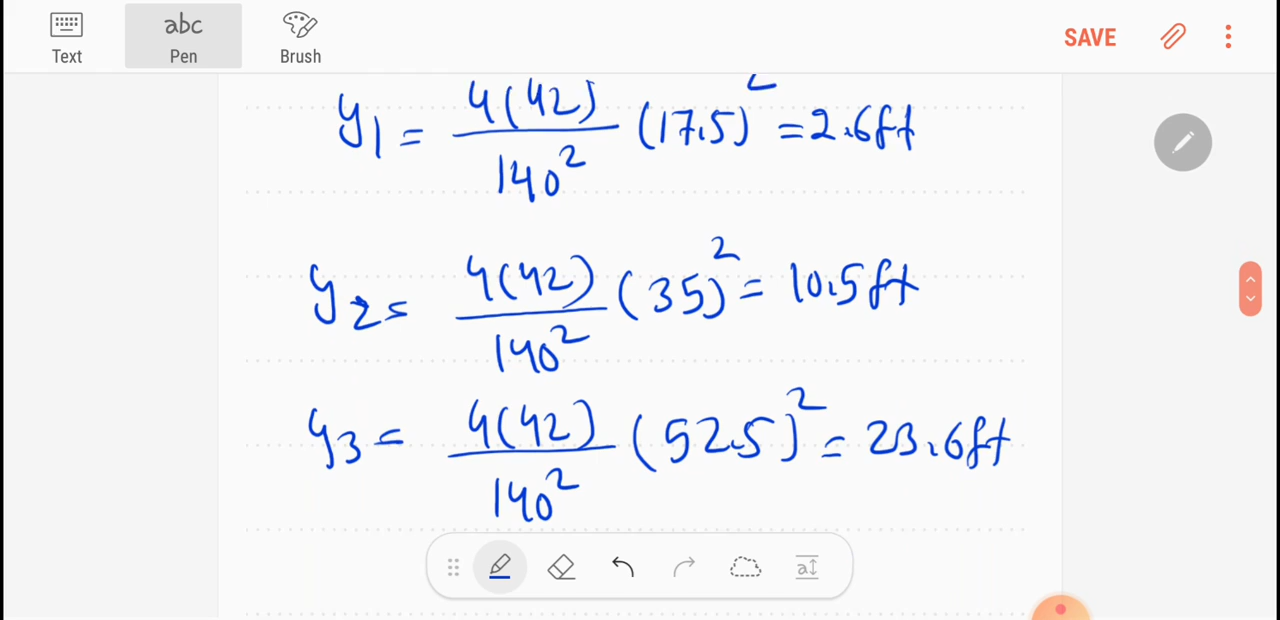 Text
abc
Pen
Brush
SAVE
y₁ = 4(42)/140² (17.5)² = 2.6ft
y₂ = 4(42)/140² (35)² = 10.5ft
y₃ = 4(42)/140² (52.5)² = 23.6ft
a